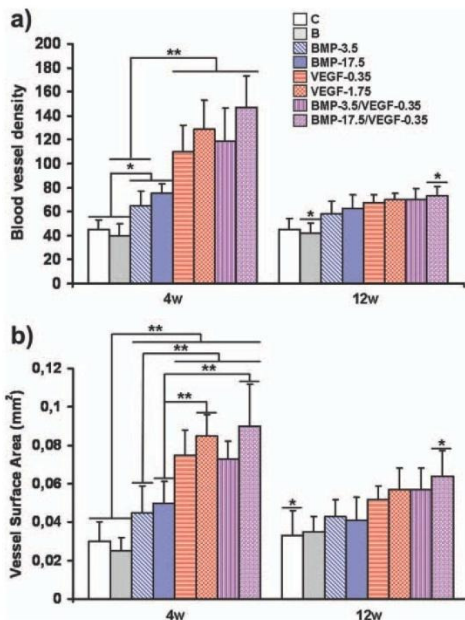 a)
Blood vessel density
200
180
160
140
120
100
80
60
40
20
0
**
*
C
B
BMP-3.5
BMP-17.5
VEGF-0.35
VEGF-1.75
BMP-3.5/VEGF-0.35
BMP-17.5/VEGF-0.35
*
*
4w 12w
b)
Vessel Surface Area (mm²)
0,12
0,1
0,08
0,06
0,04
0,02
0
**
**
**
**
*
*
4w 12w